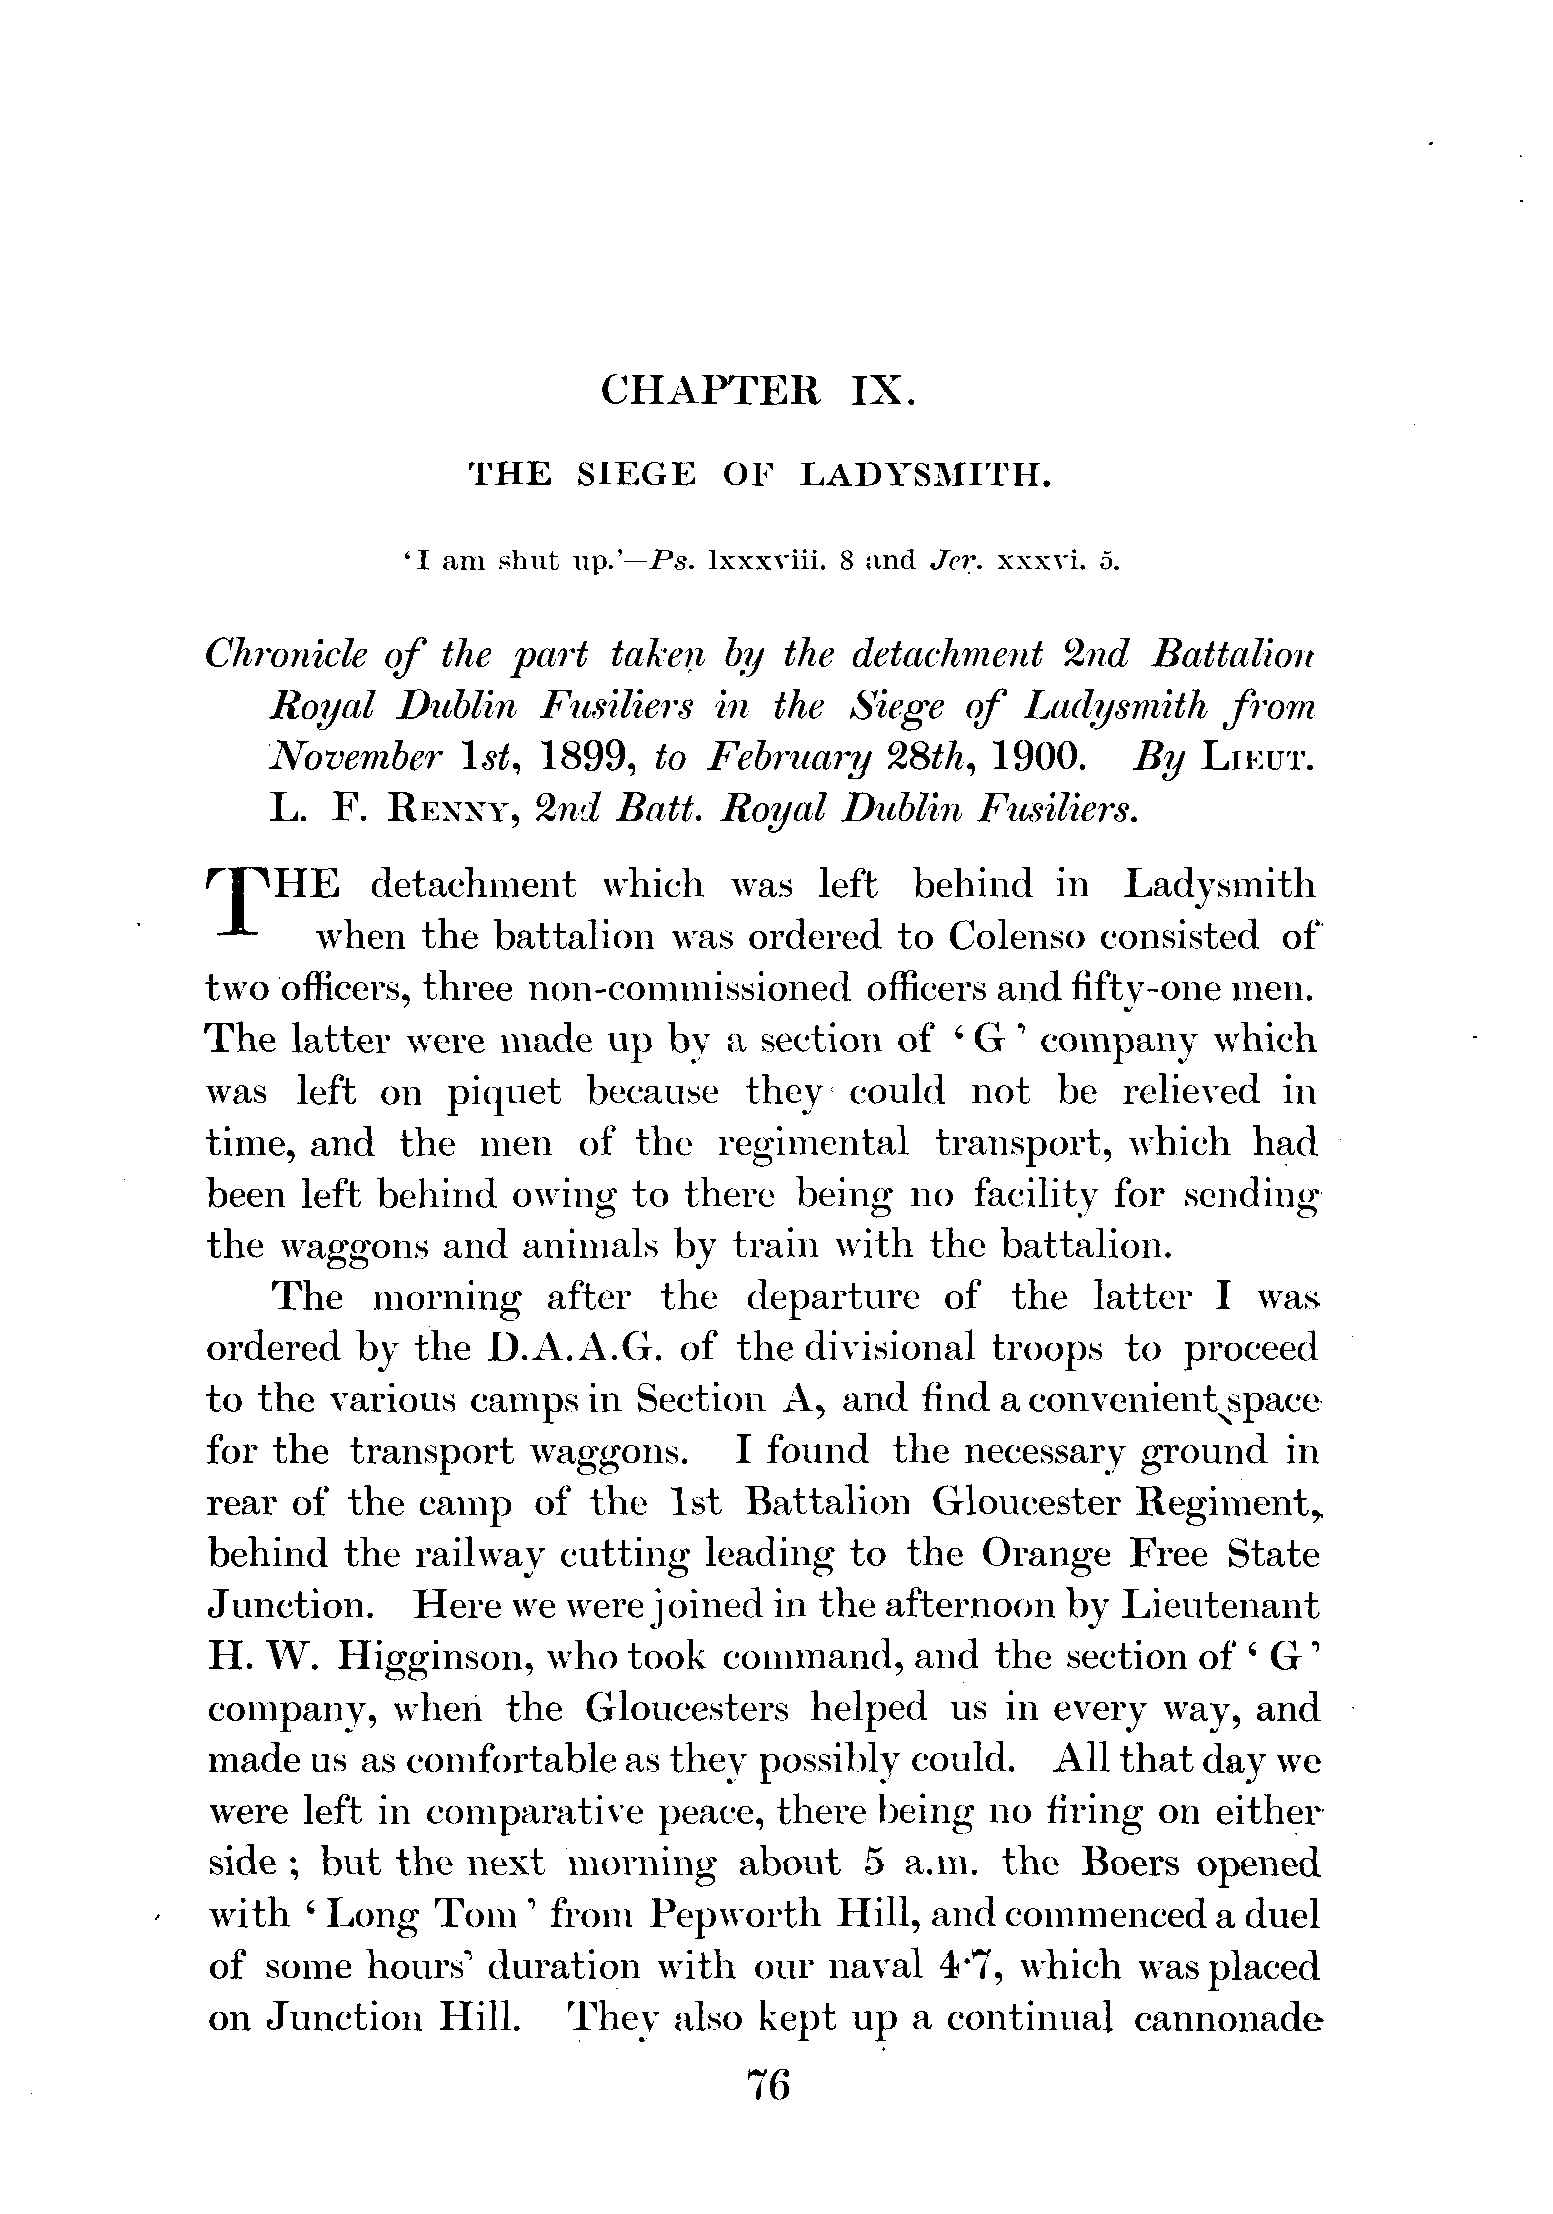 CHAPTER IX.
THE SIEGE OF LADYSMITH.
‘I am shut up.’—Ps. lxxxviii. 8 and Jer. xxxvi. 5.
Chronicle of the part taken by the detachment 2nd Battalion
Royal Dublin Fusiliers in the Siege of Ladysmith from
November 1st, 1899, to February 28th, 1900. By LIEUT.
L. F. RENNY, 2nd Batt. Royal Dublin Fusiliers.
THE detachment which was left behind in Ladysmith
when the battalion was ordered to Colenso consisted of
two officers, three non-commissioned officers and fifty-one men.
The latter were made up by a section of ‘G’ company which
was left on piquet because they could not be relieved in
time, and the men of the regimental transport, which had
been left behind owing to there being no facility for sending
the waggons and animals by train with the battalion.
The morning after the departure of the latter I was
ordered by the D.A.A.G. of the divisional troops to proceed
to the various camps in Section A, and find a convenient space
for the transport waggons. I found the necessary ground in
rear of the camp of the 1st Battalion Gloucester Regiment,
behind the railway cutting leading to the Orange Free State
Junction. Here we were joined in the afternoon by Lieutenant
H. W. Higginson, who took command, and the section of ‘G’
company, when the Gloucesters helped us in every way, and
made us as comfortable as they possibly could. All that day we
were left in comparative peace, there being no firing on either
side; but the next morning about 5 a.m. the Boers opened
with ‘Long Tom’ from Pepworth Hill, and commenced a duel
of some hours’ duration with our naval 4·7, which was placed
on Junction Hill. They also kept up a continual cannonade
76